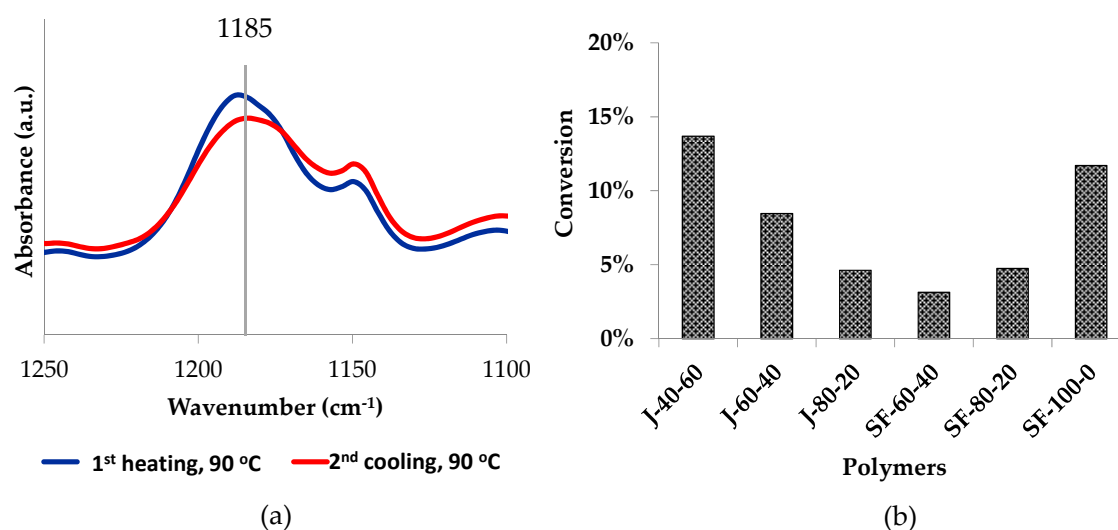 1185
Absorbance (a.u.)
1250
1200
1150
1100
Wavenumber (cm⁻¹)
1ˢᵗ heating, 90 ᵒC
2ⁿᵈ cooling, 90 ᵒC
(a)
20%
15%
10%
5%
0%
Conversion
J-40-60
J-60-40
J-80-20
SF-60-40
SF-80-20
SF-100-0
Polymers
(b)